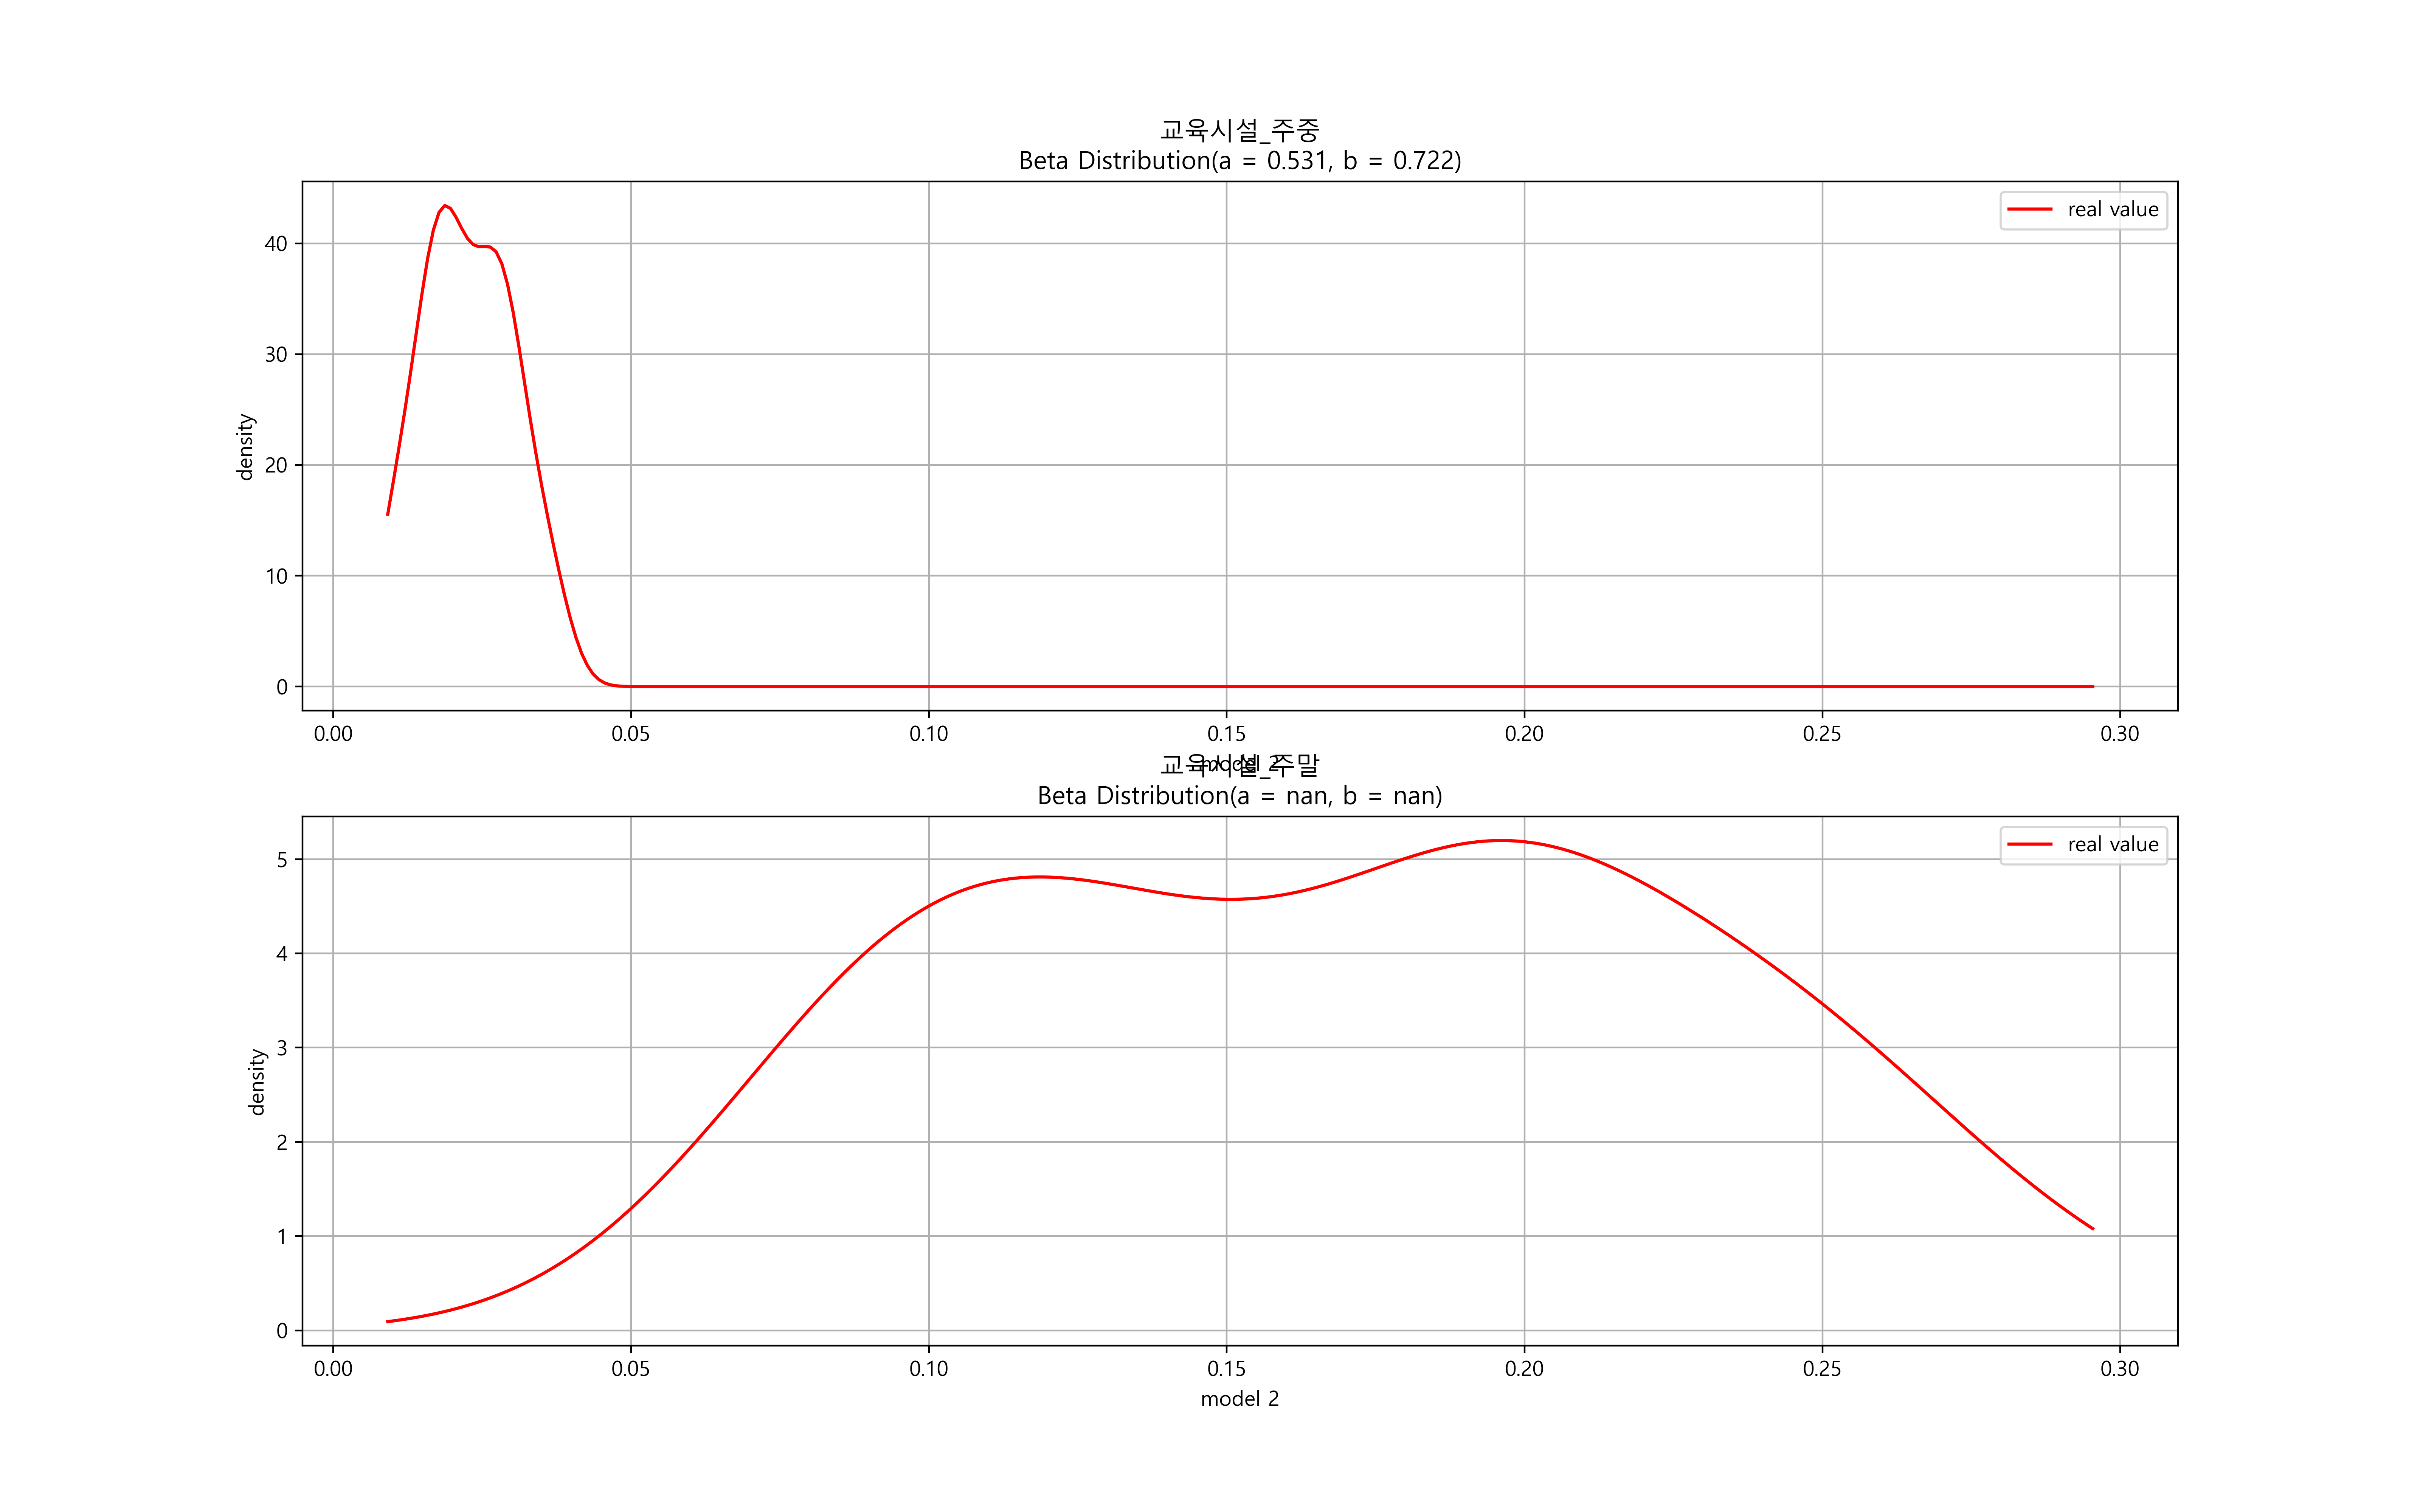 교육시설_주중
Beta Distribution(a = 0.531, b = 0.722)
real value
density
40
30
20
10
0
0.00 0.05 0.10 0.15 0.20 0.25 0.30
model 2
교육시설_주말
Beta Distribution(a = nan, b = nan)
real value
density
5
4
3
2
1
0
0.00 0.05 0.10 0.15 0.20 0.25 0.30
model 2